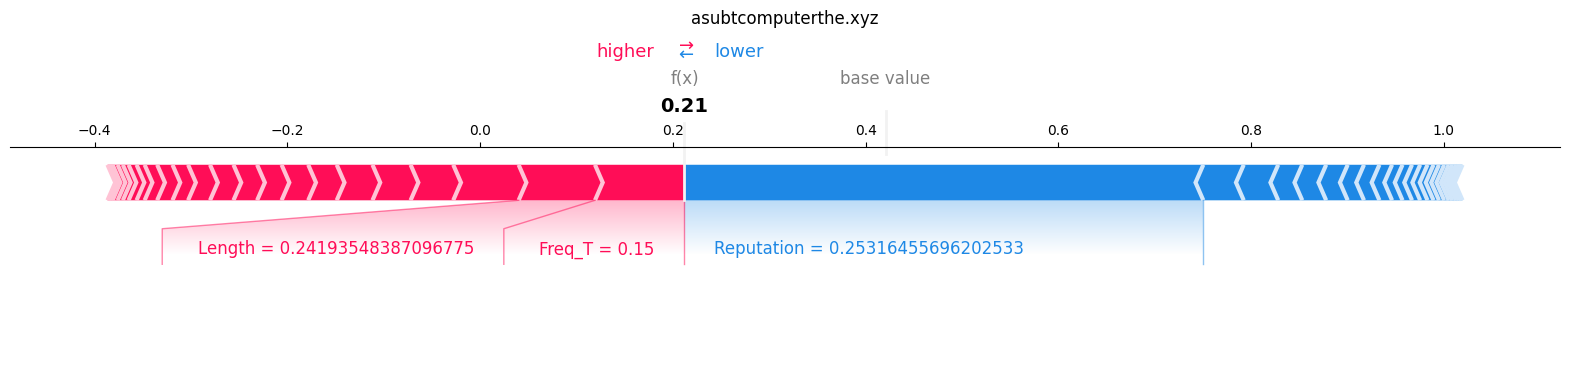 asubtcomputerthe.xyz
higher ⇄ lower
f(x) base value
0.21
−0.4 −0.2 0.0 0.2 0.4 0.6 0.8 1.0
Length = 0.24193548387096775 Freq_T = 0.15 Reputation = 0.25316455696202533